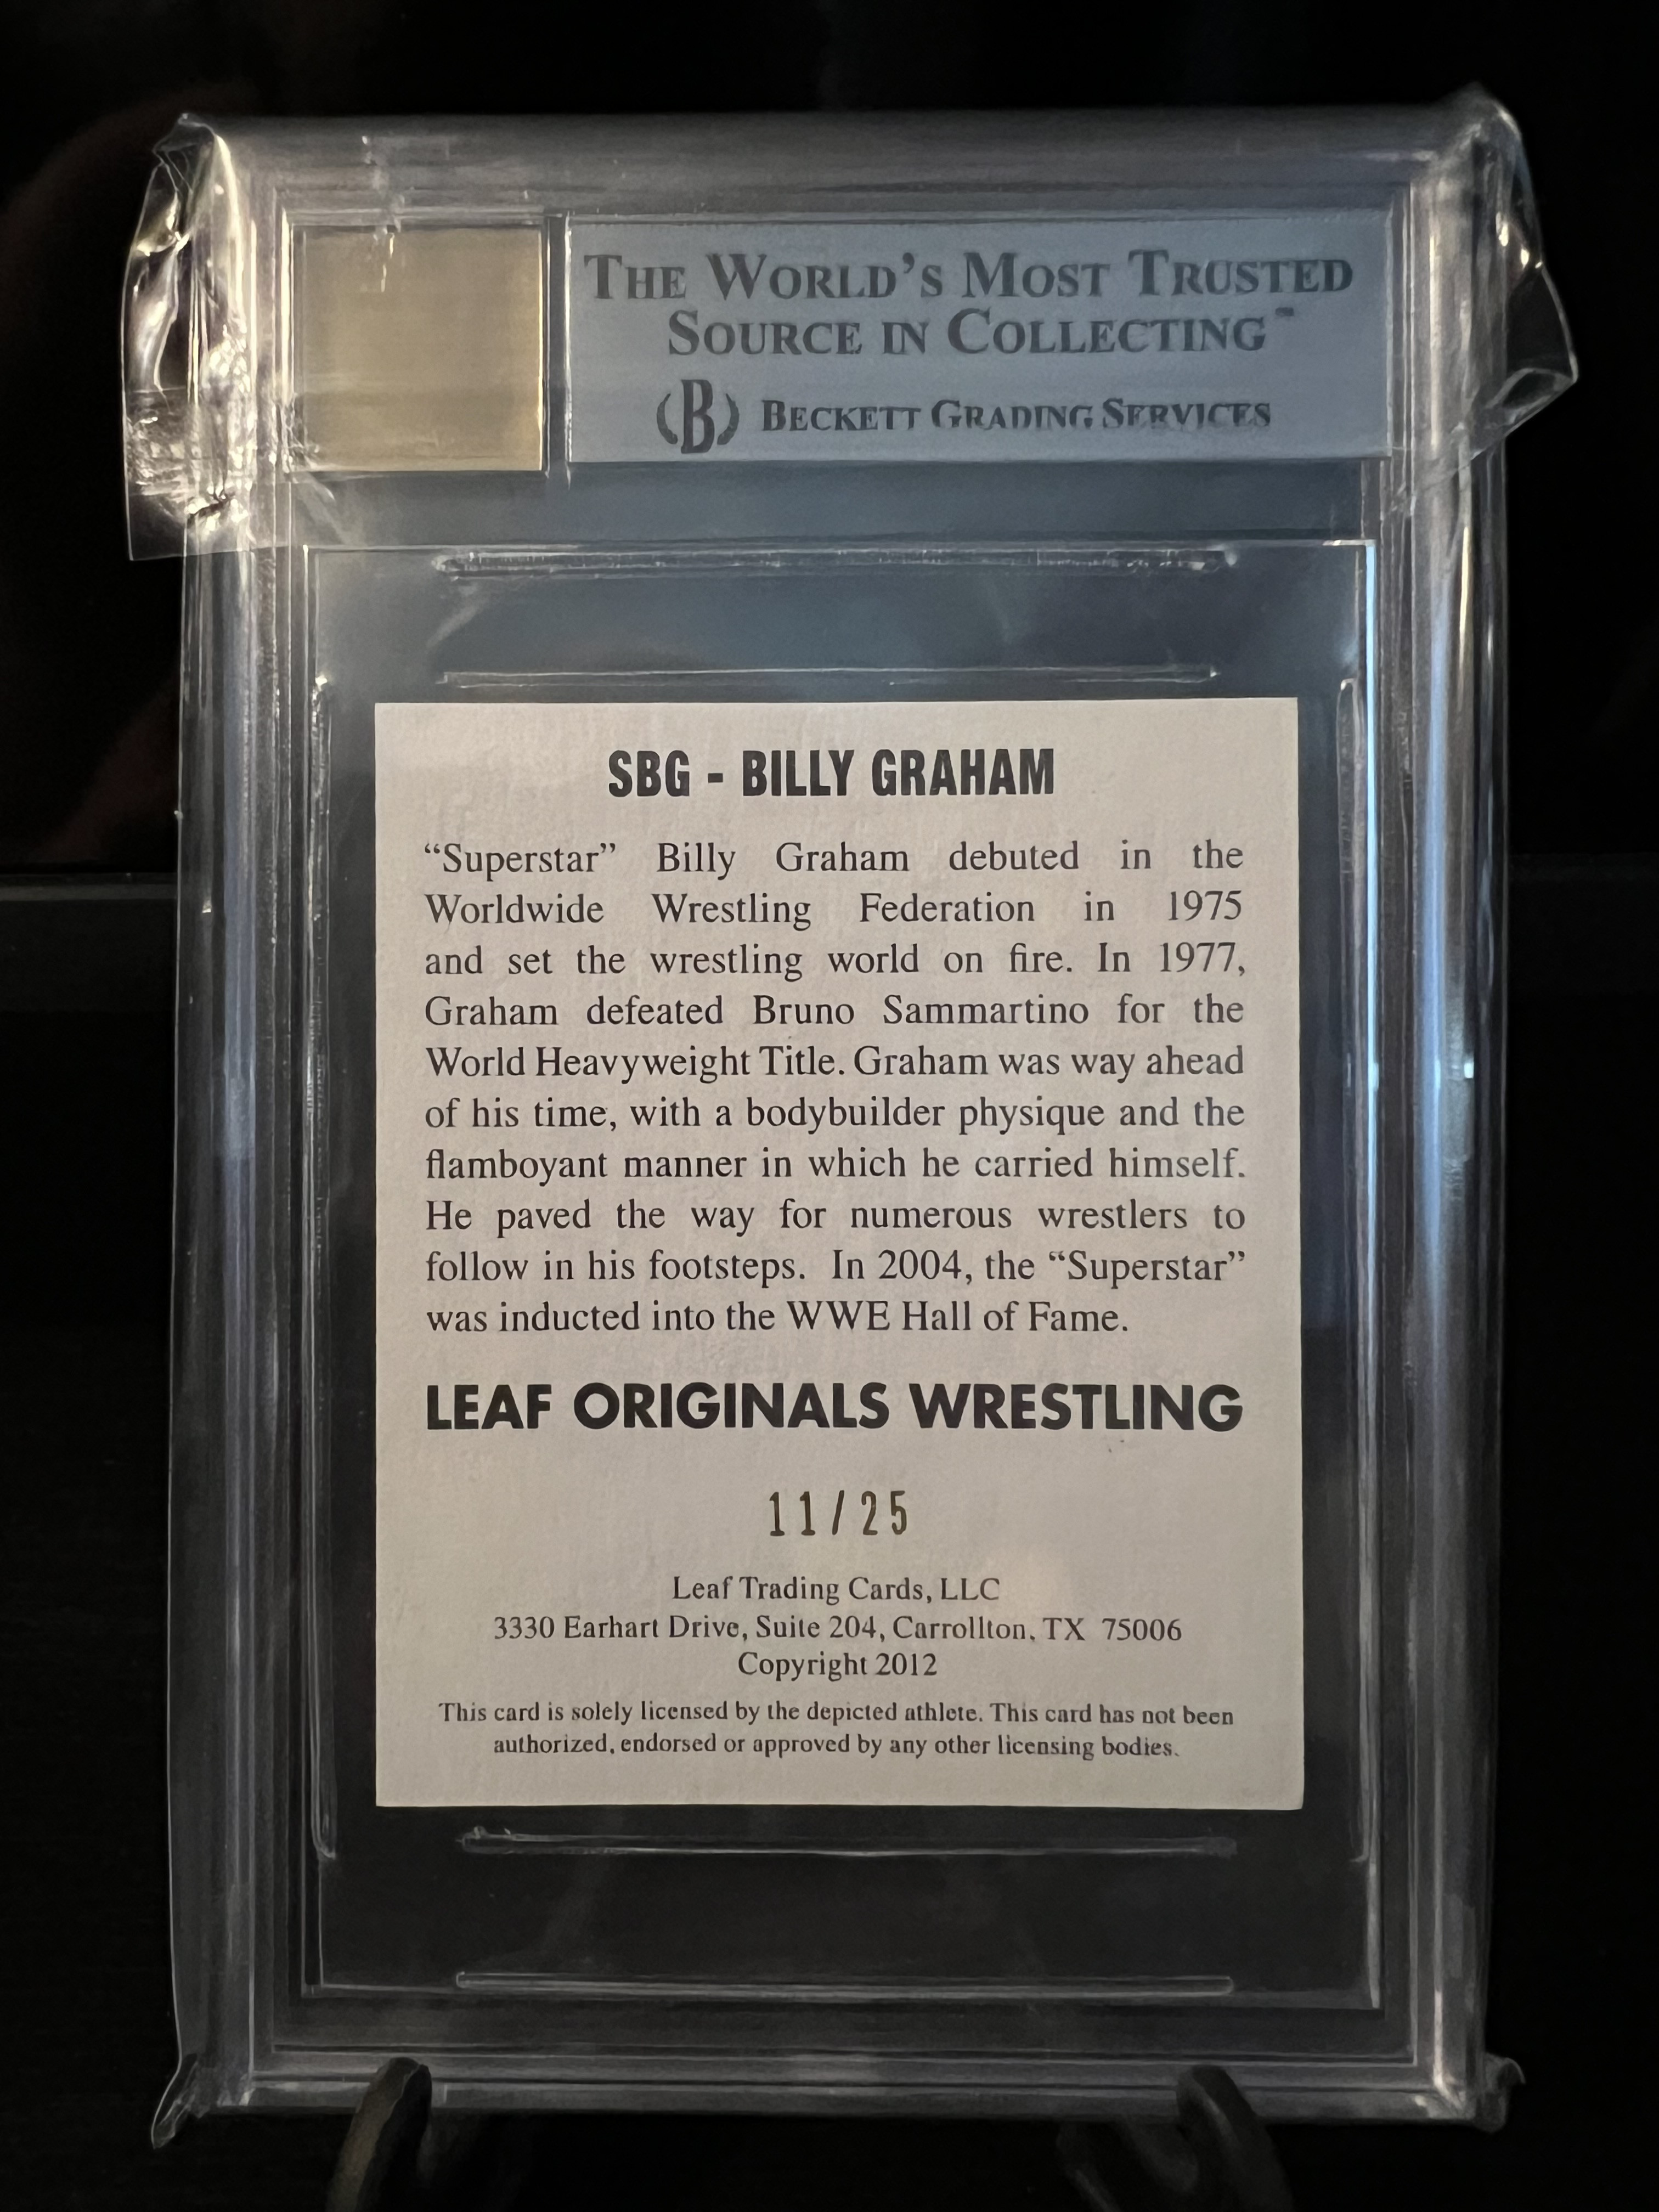 THE WORLD'S MOST TRUSTED
SOURCE IN COLLECTING™
B BECKETT GRADING SERVICES
SBG - BILLY GRAHAM
“Superstar” Billy Graham debuted in the
Worldwide Wrestling Federation in 1975
and set the wrestling world on fire. In 1977,
Graham defeated Bruno Sammartino for the
World Heavyweight Title. Graham was way ahead
of his time, with a bodybuilder physique and the
flamboyant manner in which he carried himself.
He paved the way for numerous wrestlers to
follow in his footsteps. In 2004, the “Superstar”
was inducted into the WWE Hall of Fame.
LEAF ORIGINALS WRESTLING
11/25
Leaf Trading Cards, LLC
3330 Earhart Drive, Suite 204, Carrollton, TX 75006
Copyright 2012
This card is solely licensed by the depicted athlete. This card has not been
authorized, endorsed or approved by any other licensing bodies.